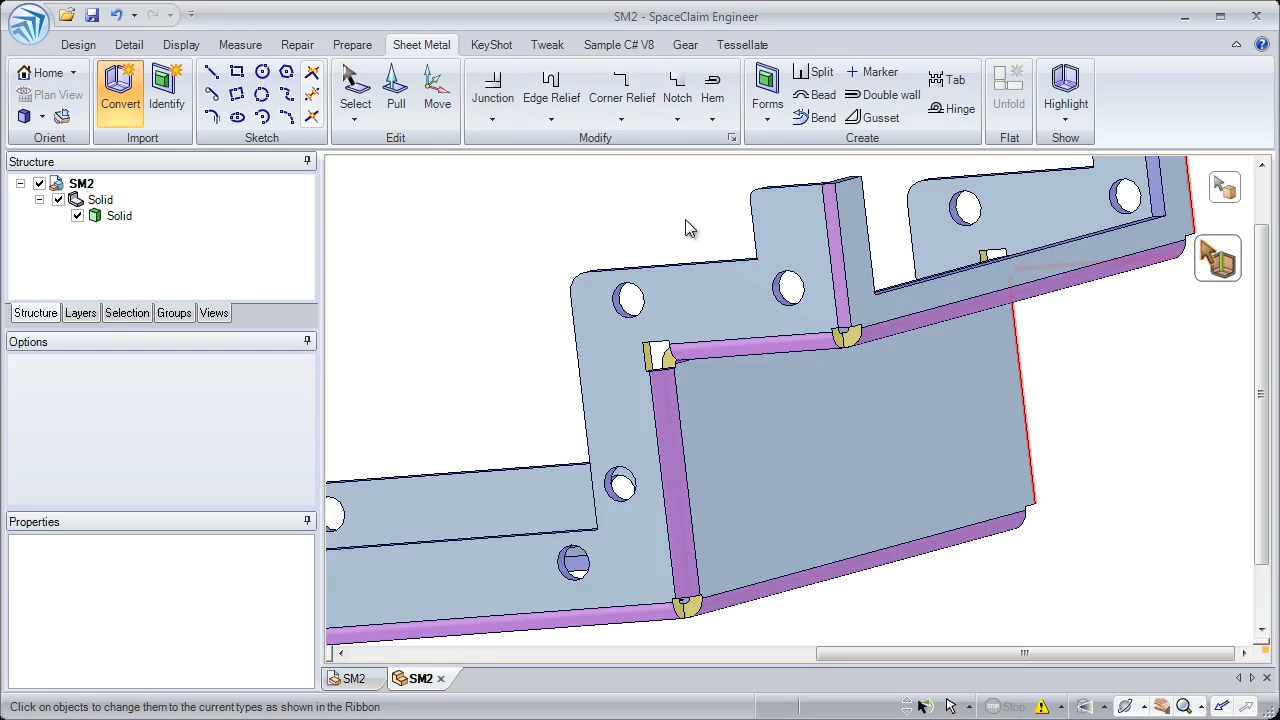 SM2 - SpaceClaim Engineer
Design Detail Display Measure Repair Prepare Sheet Metal KeyShot Tweak Sample C# V8 Gear Tessellate
Home
Plan View
Orient
Convert Identify
Import
Sketch
Select Pull Move
Edit
Junction Edge Relief Corner Relief Notch Hem
Modify
Forms
Split Marker
Bead Double wall
Bend Gusset
Tab
Hinge
Create
Unfold
Flat
Highlight
Show
Structure
SM2
Solid
Solid
Structure Layers Selection Groups Views
Options
Properties
SM2 SM2
Click on objects to change them to the current types as shown in the Ribbon
Stop